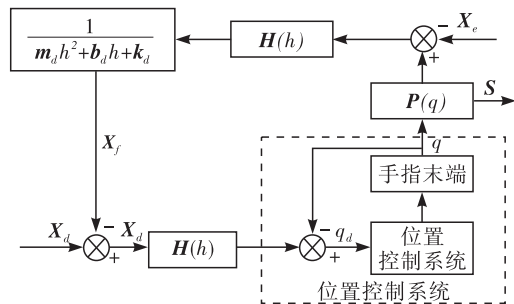 1
m_d h²+b_d h+k_d
H(h)
−
X_e
+
P(q)
S
X_f
q
手指末端
X_d
−
+
X_d
H(h)
−
+
q_d
位置
控制系统
位置控制系统